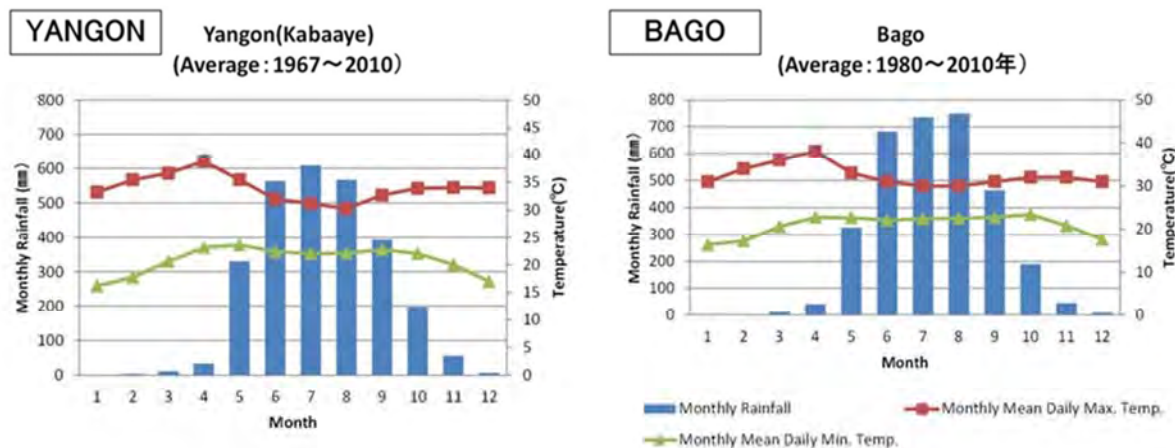 YANGON
Yangon(Kabaaye)
(Average：1967～2010）
800
700
600
500
400
300
200
100
0
Monthly Rainfall (㎜)
50
45
40
35
30
25
20
15
10
5
0
Temperature(℃)
1 2 3 4 5 6 7 8 9 10 11 12
Month
BAGO
Bago
(Average：1980～2010年）
800
700
600
500
400
300
200
100
0
Monthly Rainfall (㎜)
50
40
30
20
10
0
Temperature(℃)
1 2 3 4 5 6 7 8 9 10 11 12
Month
Monthly Rainfall
Monthly Mean Daily Max. Temp.
Monthly Mean Daily Min. Temp.